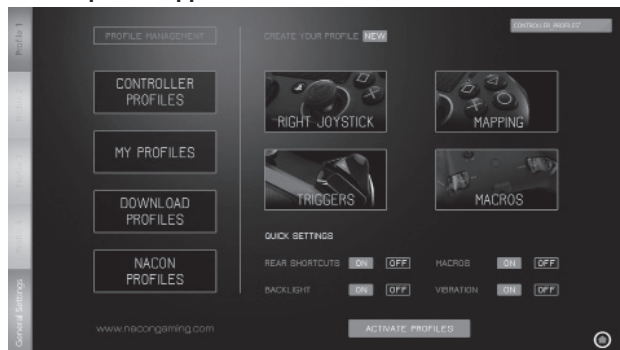 Profile 1
General Settings
PROFILE MANAGEMENT
CONTROLLER
PROFILES
MY PROFILES
DOWNLOAD
PROFILES
NACON
PROFILES
www.nacongaming.com
CREATE YOUR PROFILE NEW
CONTROLLER PROFILES
RIGHT JOYSTICK
MAPPING
TRIGGERS
MACROS
QUICK SETTINGS
REAR SHORTCUTS ON OFF
MACROS ON OFF
BACKLIGHT ON OFF
VIBRATION ON OFF
ACTIVATE PROFILES